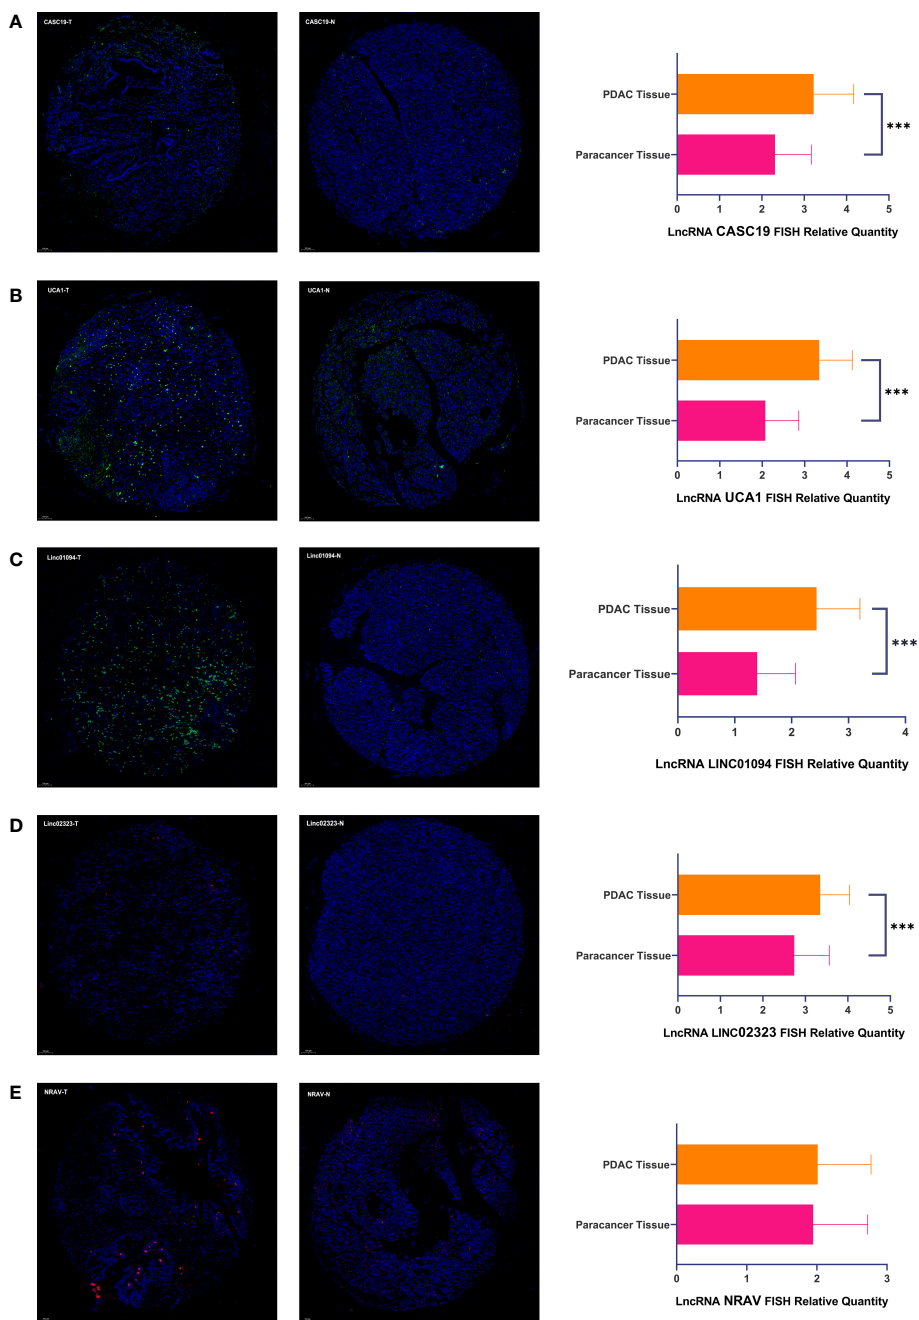 A
CASC19-T
CASC19-N
PDAC Tissue
Paracancer Tissue
***
0 1 2 3 4 5
LncRNA CASC19 FISH Relative Quantity
B
UCA1-T
UCA1-N
PDAC Tissue
Paracancer Tissue
***
0 1 2 3 4 5
LncRNA UCA1 FISH Relative Quantity
C
Linc01094-T
Linc01094-N
PDAC Tissue
Paracancer Tissue
***
0 1 2 3 4
LncRNA LINC01094 FISH Relative Quantity
D
Linc02323-T
Linc02323-N
PDAC Tissue
Paracancer Tissue
***
0 1 2 3 4 5
LncRNA LINC02323 FISH Relative Quantity
E
NRAV-T
NRAV-N
PDAC Tissue
Paracancer Tissue
0 1 2 3
LncRNA NRAV FISH Relative Quantity